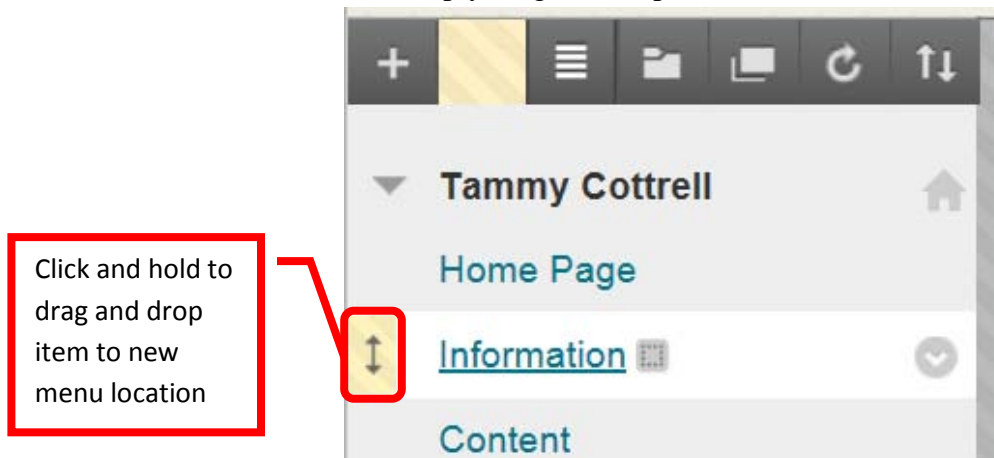 Tammy Cottrell
Home Page
Click and hold to
drag and drop
item to new
menu location
Information
Content